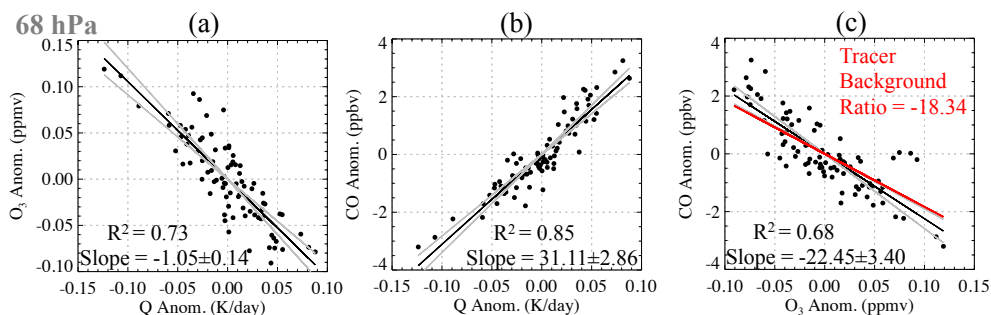 68 hPa
(a)
(b)
(c)
0.15
0.10
0.05
0.00
-0.05
-0.10
O3 Anom. (ppmv)
R2 = 0.73
Slope = -1.05±0.14
-0.15 -0.10 -0.05 0.00 0.05 0.10
Q Anom. (K/day)
4
2
0
-2
-4
CO Anom. (ppbv)
R2 = 0.85
Slope = 31.11±2.86
-0.15 -0.10 -0.05 0.00 0.05 0.10
Q Anom. (K/day)
4
2
0
-2
-4
CO Anom. (ppbv)
Tracer
Background
Ratio = -18.34
R2 = 0.68
Slope = -22.45±3.40
-0.10 -0.05 0.00 0.05 0.10 0.15
O3 Anom. (ppmv)